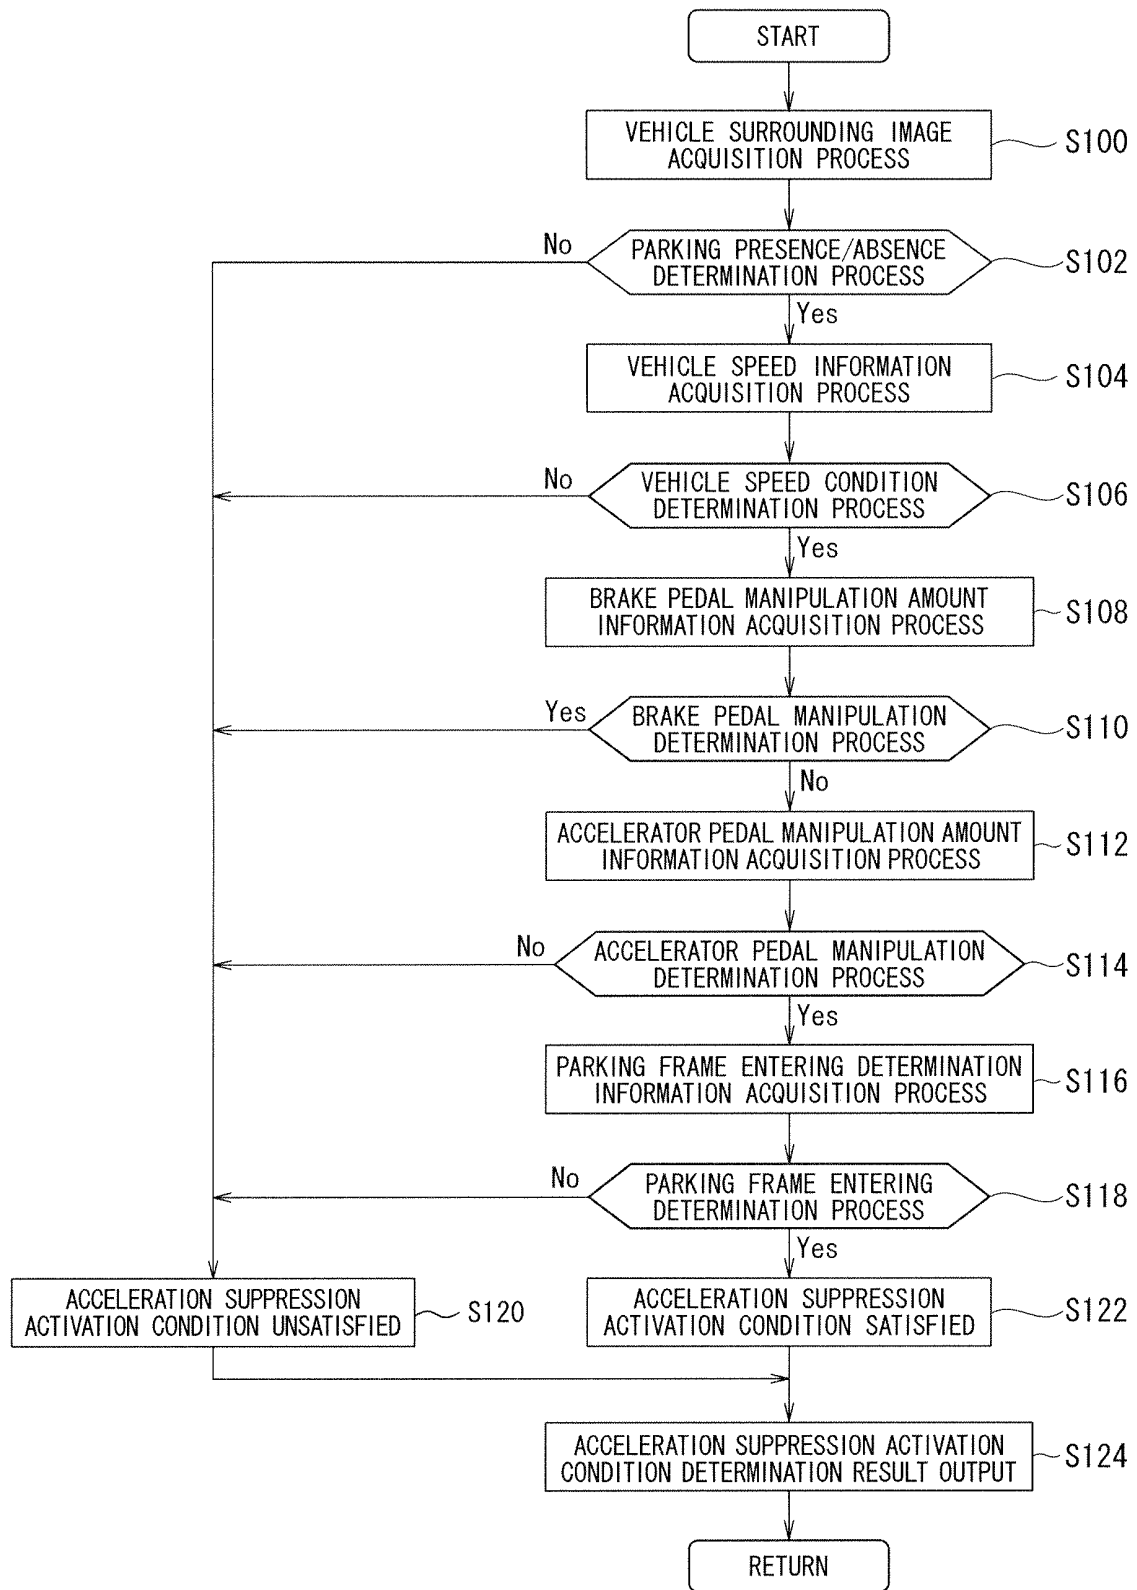 START
VEHICLE SURROUNDING IMAGE
ACQUISITION PROCESS
S100
No
PARKING PRESENCE/ABSENCE
DETERMINATION PROCESS
S102
Yes
VEHICLE SPEED INFORMATION
ACQUISITION PROCESS
S104
No
VEHICLE SPEED CONDITION
DETERMINATION PROCESS
S106
Yes
BRAKE PEDAL MANIPULATION AMOUNT
INFORMATION ACQUISITION PROCESS
S108
Yes
BRAKE PEDAL MANIPULATION
DETERMINATION PROCESS
S110
No
ACCELERATOR PEDAL MANIPULATION AMOUNT
INFORMATION ACQUISITION PROCESS
S112
No
ACCELERATOR PEDAL MANIPULATION
DETERMINATION PROCESS
S114
Yes
PARKING FRAME ENTERING DETERMINATION
INFORMATION ACQUISITION PROCESS
S116
No
PARKING FRAME ENTERING
DETERMINATION PROCESS
S118
Yes
ACCELERATION SUPPRESSION
ACTIVATION CONDITION UNSATISFIED
S120
ACCELERATION SUPPRESSION
ACTIVATION CONDITION SATISFIED
S122
ACCELERATION SUPPRESSION ACTIVATION
CONDITION DETERMINATION RESULT OUTPUT
S124
RETURN